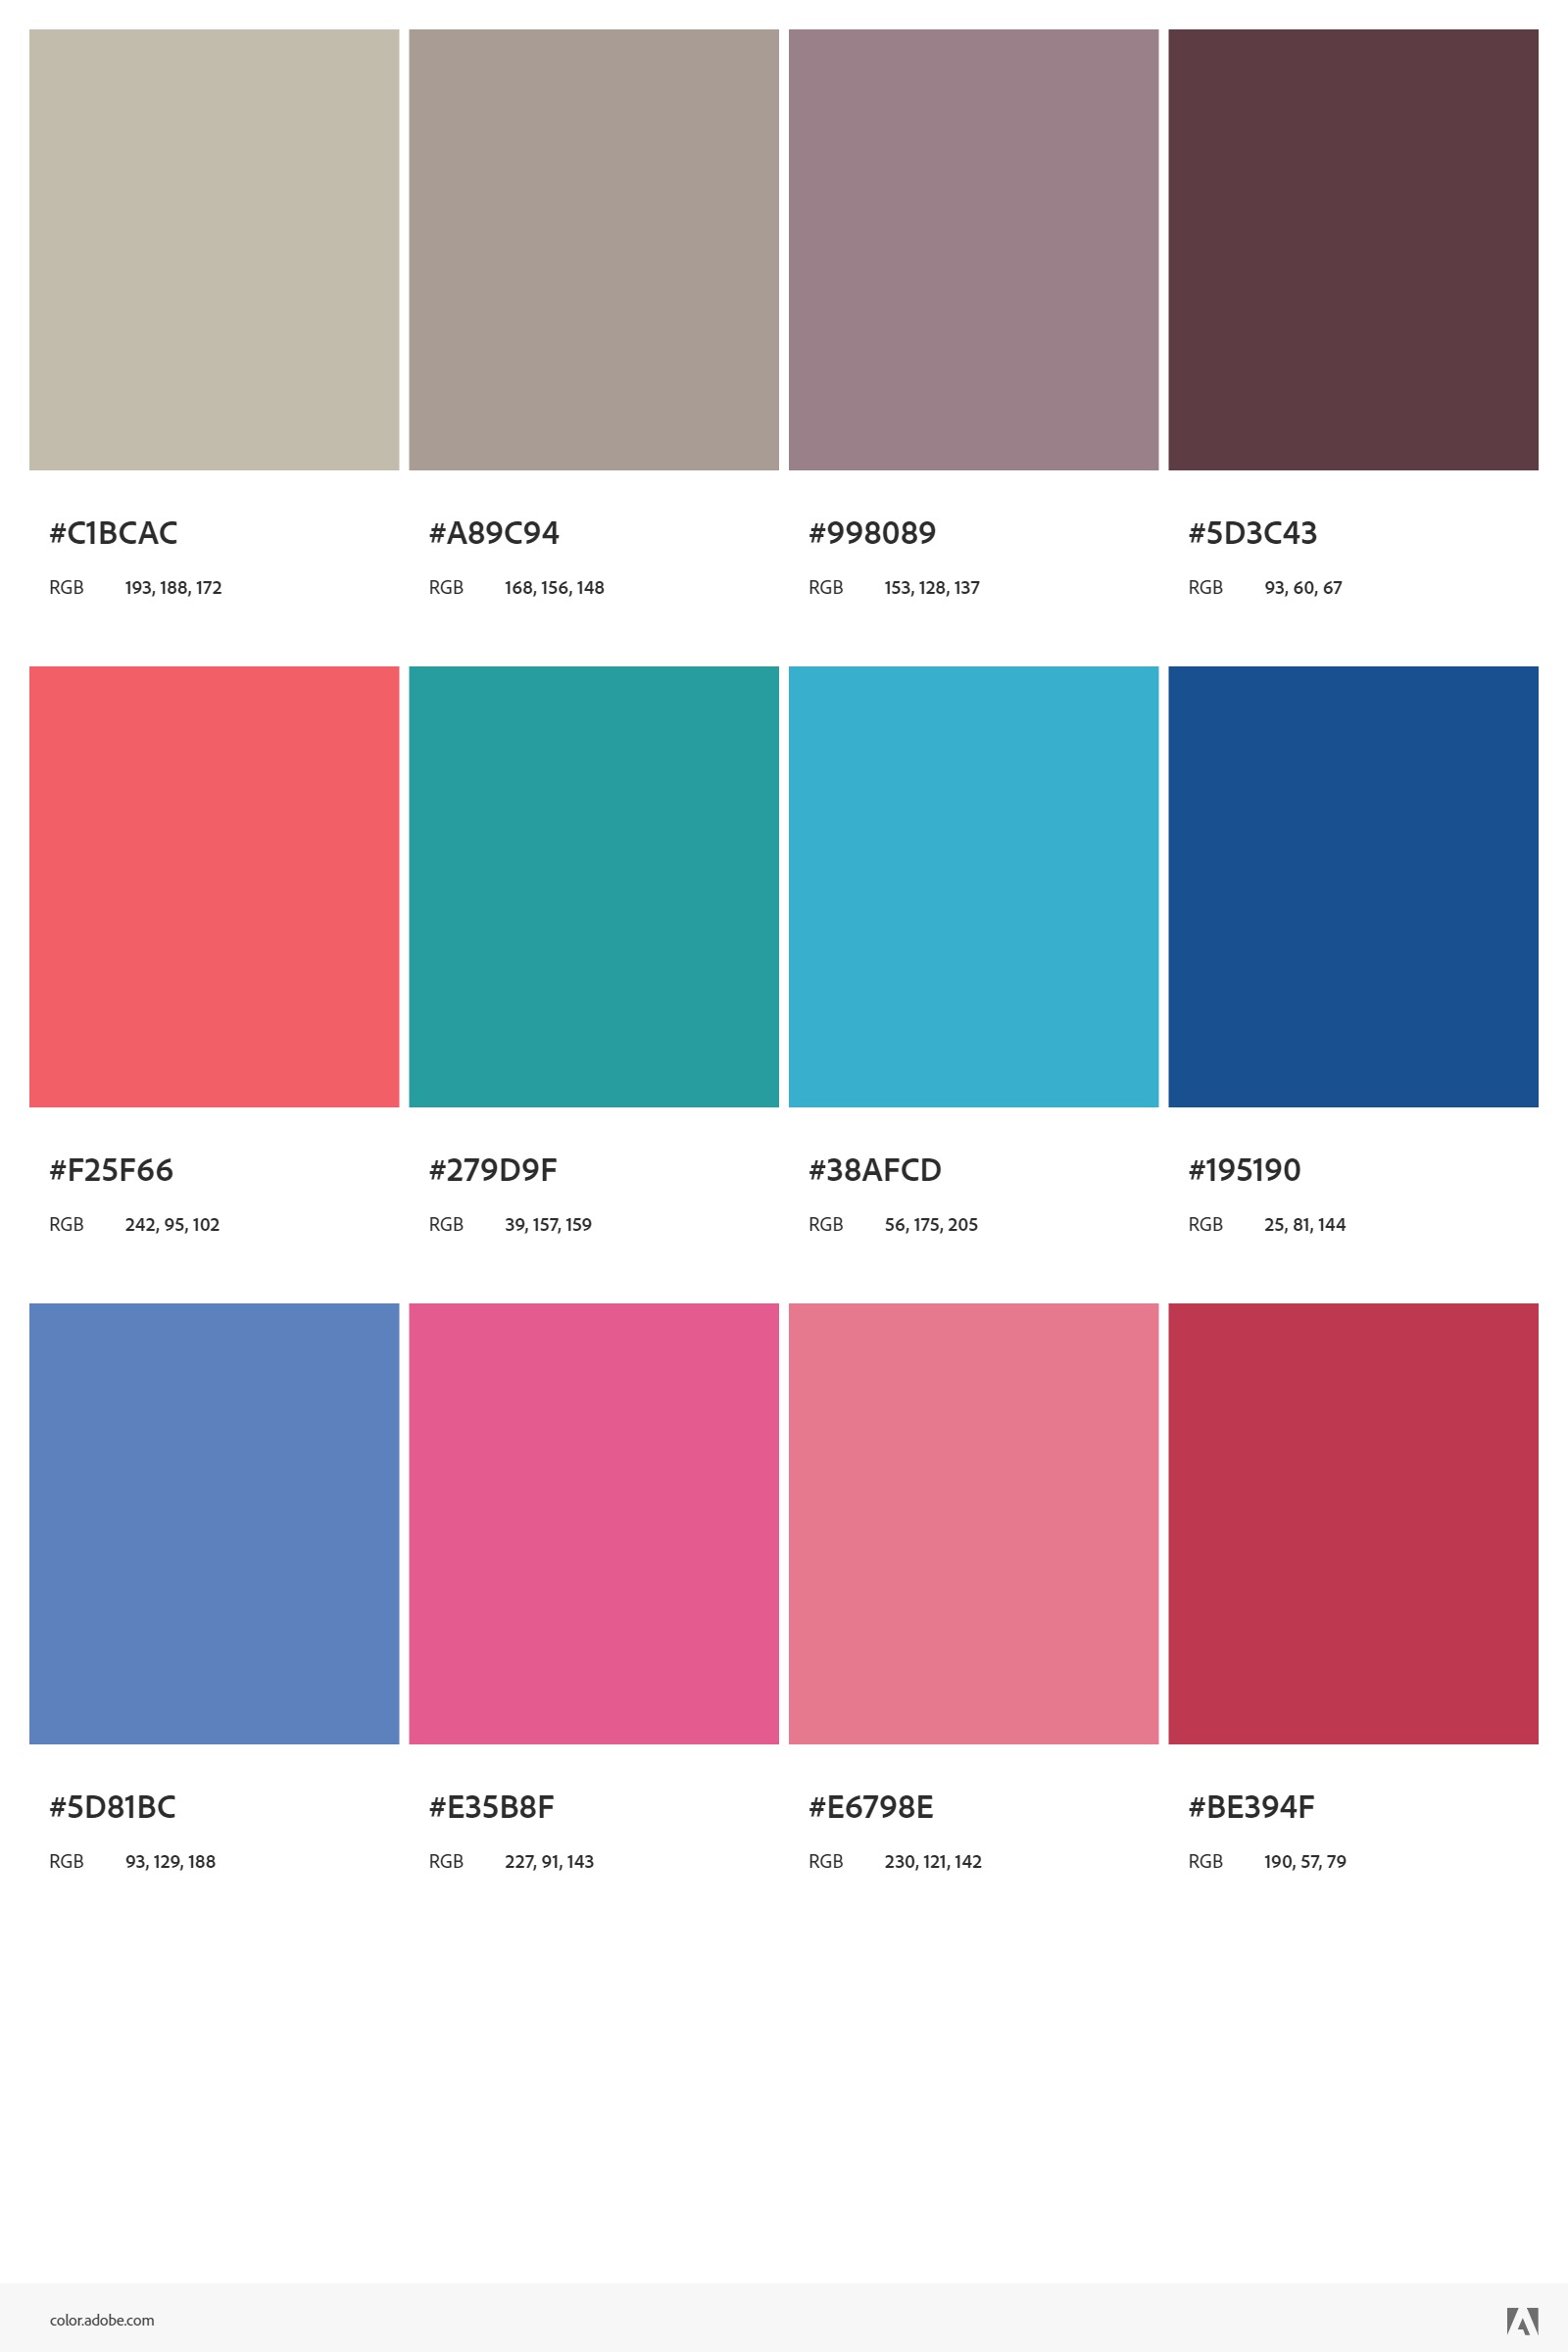 #C1BCAC #A89C94 #998089 #5D3C43
RGB 193, 188, 172 RGB 168, 156, 148 RGB 153, 128, 137 RGB 93, 60, 67
#F25F66 #279D9F #38AFCD #195190
RGB 242, 95, 102 RGB 39, 157, 159 RGB 56, 175, 205 RGB 25, 81, 144
#5D81BC #E35B8F #E6798E #BE394F
RGB 93, 129, 188 RGB 227, 91, 143 RGB 230, 121, 142 RGB 190, 57, 79
color.adobe.com